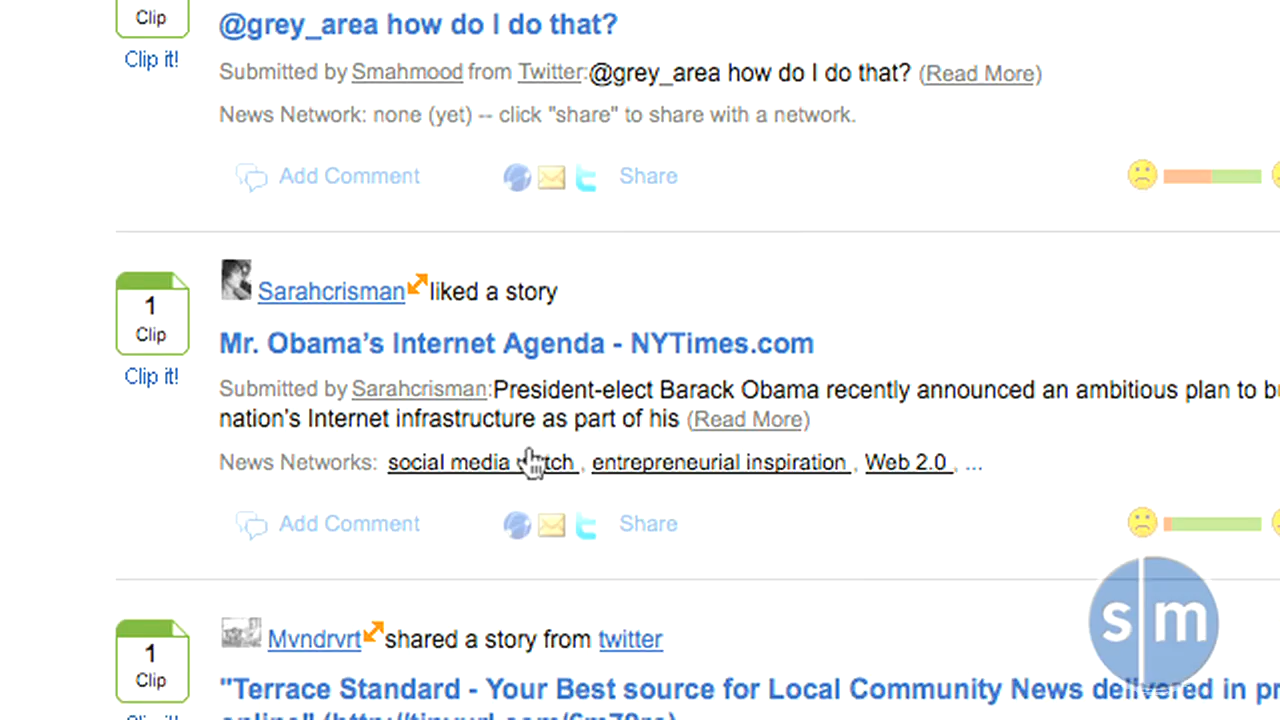 Clip
Clip it!
@grey_area how do I do that?
Submitted by Smahmood from Twitter:@grey_area how do I do that? (Read More)
News Network: none (yet) -- click "share" to share with a network.
Add Comment Share
1
Clip
Clip it!
Sarahcrisman liked a story
Mr. Obama’s Internet Agenda - NYTimes.com
Submitted by Sarahcrisman:President-elect Barack Obama recently announced an ambitious plan to
nation’s Internet infrastructure as part of his (Read More)
News Networks: social media , entrepreneurial inspiration , Web 2.0 , ...
Add Comment Share
1
Clip
Mvndrvrt shared a story from twitter
"Terrace Standard - Your Best source for Local Community News delivered in
s m